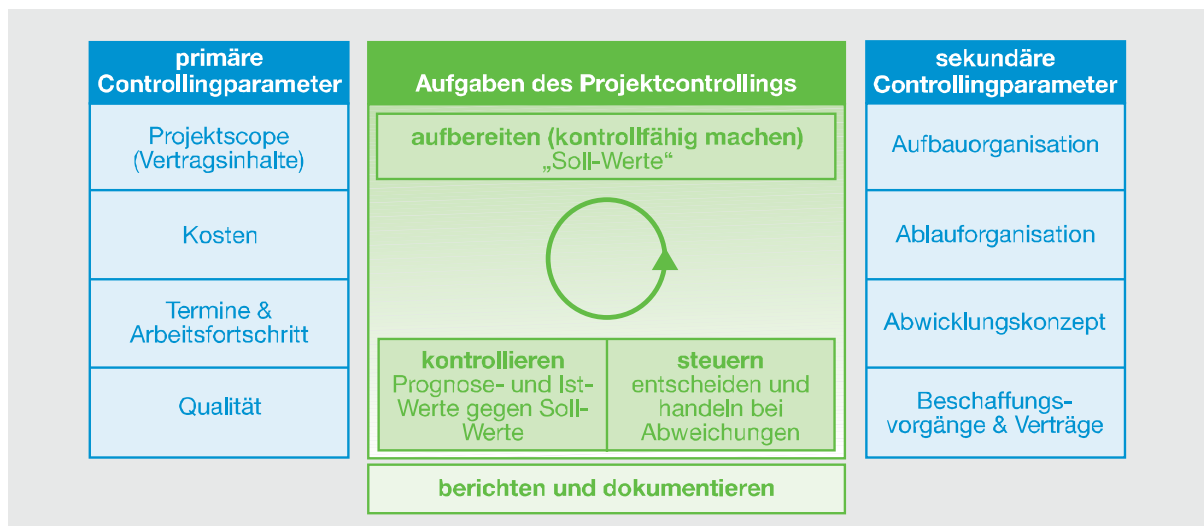 primäre
Controllingparameter
Projektscope
(Vertragsinhalte)
Kosten
Termine &
Arbeitsfortschritt
Qualität
Aufgaben des Projektcontrollings
aufbereiten (kontrollfähig machen)
„Soll-Werte“
kontrollieren
Prognose- und Ist-
Werte gegen Soll-
Werte
steuern
entscheiden und
handeln bei
Abweichungen
berichten und dokumentieren
sekundäre
Controllingparameter
Aufbauorganisation
Ablauforganisation
Abwicklungskonzept
Beschaffungs-
vorgänge & Verträge